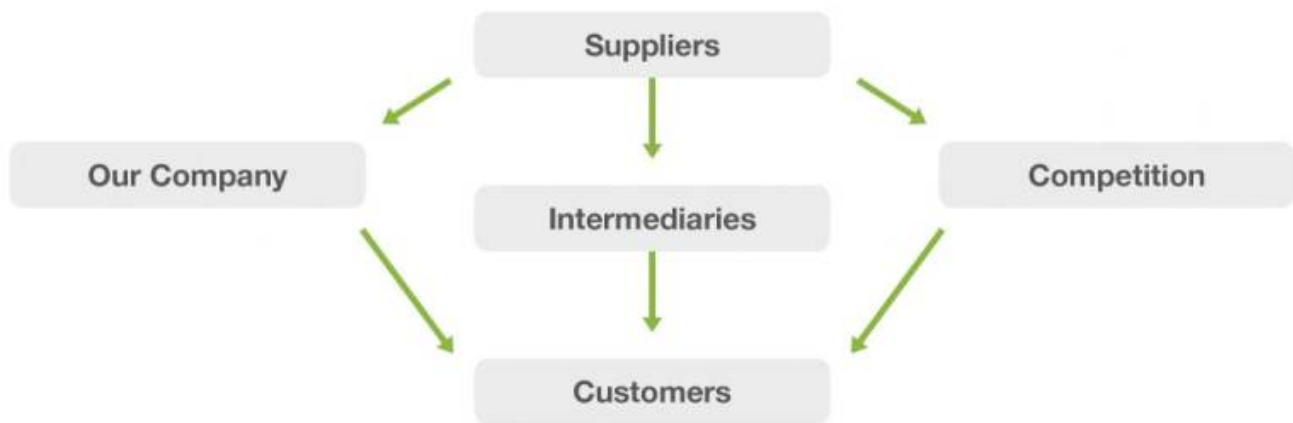 Suppliers
Our Company
Competition
Intermediaries
Customers